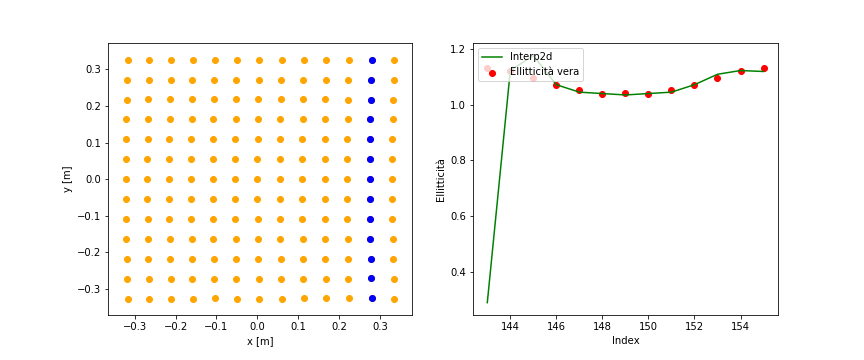 0.3
0.2
0.1
0.0
−0.1
−0.2
−0.3
y [m]
−0.3 −0.2 −0.1 0.0 0.1 0.2 0.3
x [m]
Interp2d
Ellitticità vera
1.2
1.0
0.8
0.6
0.4
Ellitticità
144 146 148 150 152 154
Index